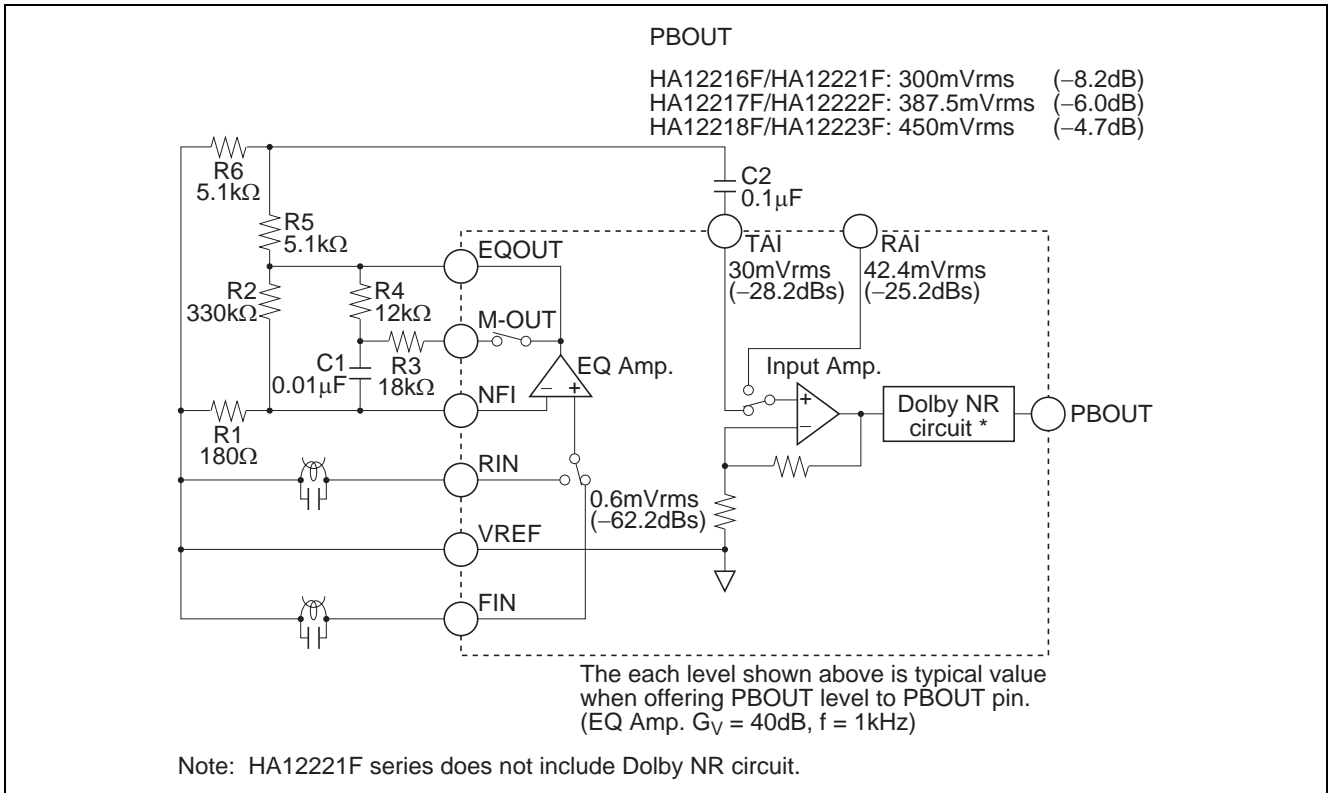 PBOUT
HA12216F/HA12221F: 300mVrms (−8.2dB)
HA12217F/HA12222F: 387.5mVrms (−6.0dB)
HA12218F/HA12223F: 450mVrms (−4.7dB)
R6
5.1kΩ
C2
0.1µF
R5
5.1kΩ
TAI
30mVrms
(−28.2dBs)
RAI
42.4mVrms
(−25.2dBs)
EQOUT
R2
330kΩ
R4
12kΩ
M-OUT
R3
18kΩ
C1
0.01µF
EQ Amp.
− +
Input Amp.
+
−
Dolby NR
circuit *
PBOUT
NFI
R1
180Ω
RIN
0.6mVrms
(−62.2dBs)
VREF
FIN
The each level shown above is typical value
when offering PBOUT level to PBOUT pin.
(EQ Amp. GV = 40dB, f = 1kHz)
Note: HA12221F series does not include Dolby NR circuit.